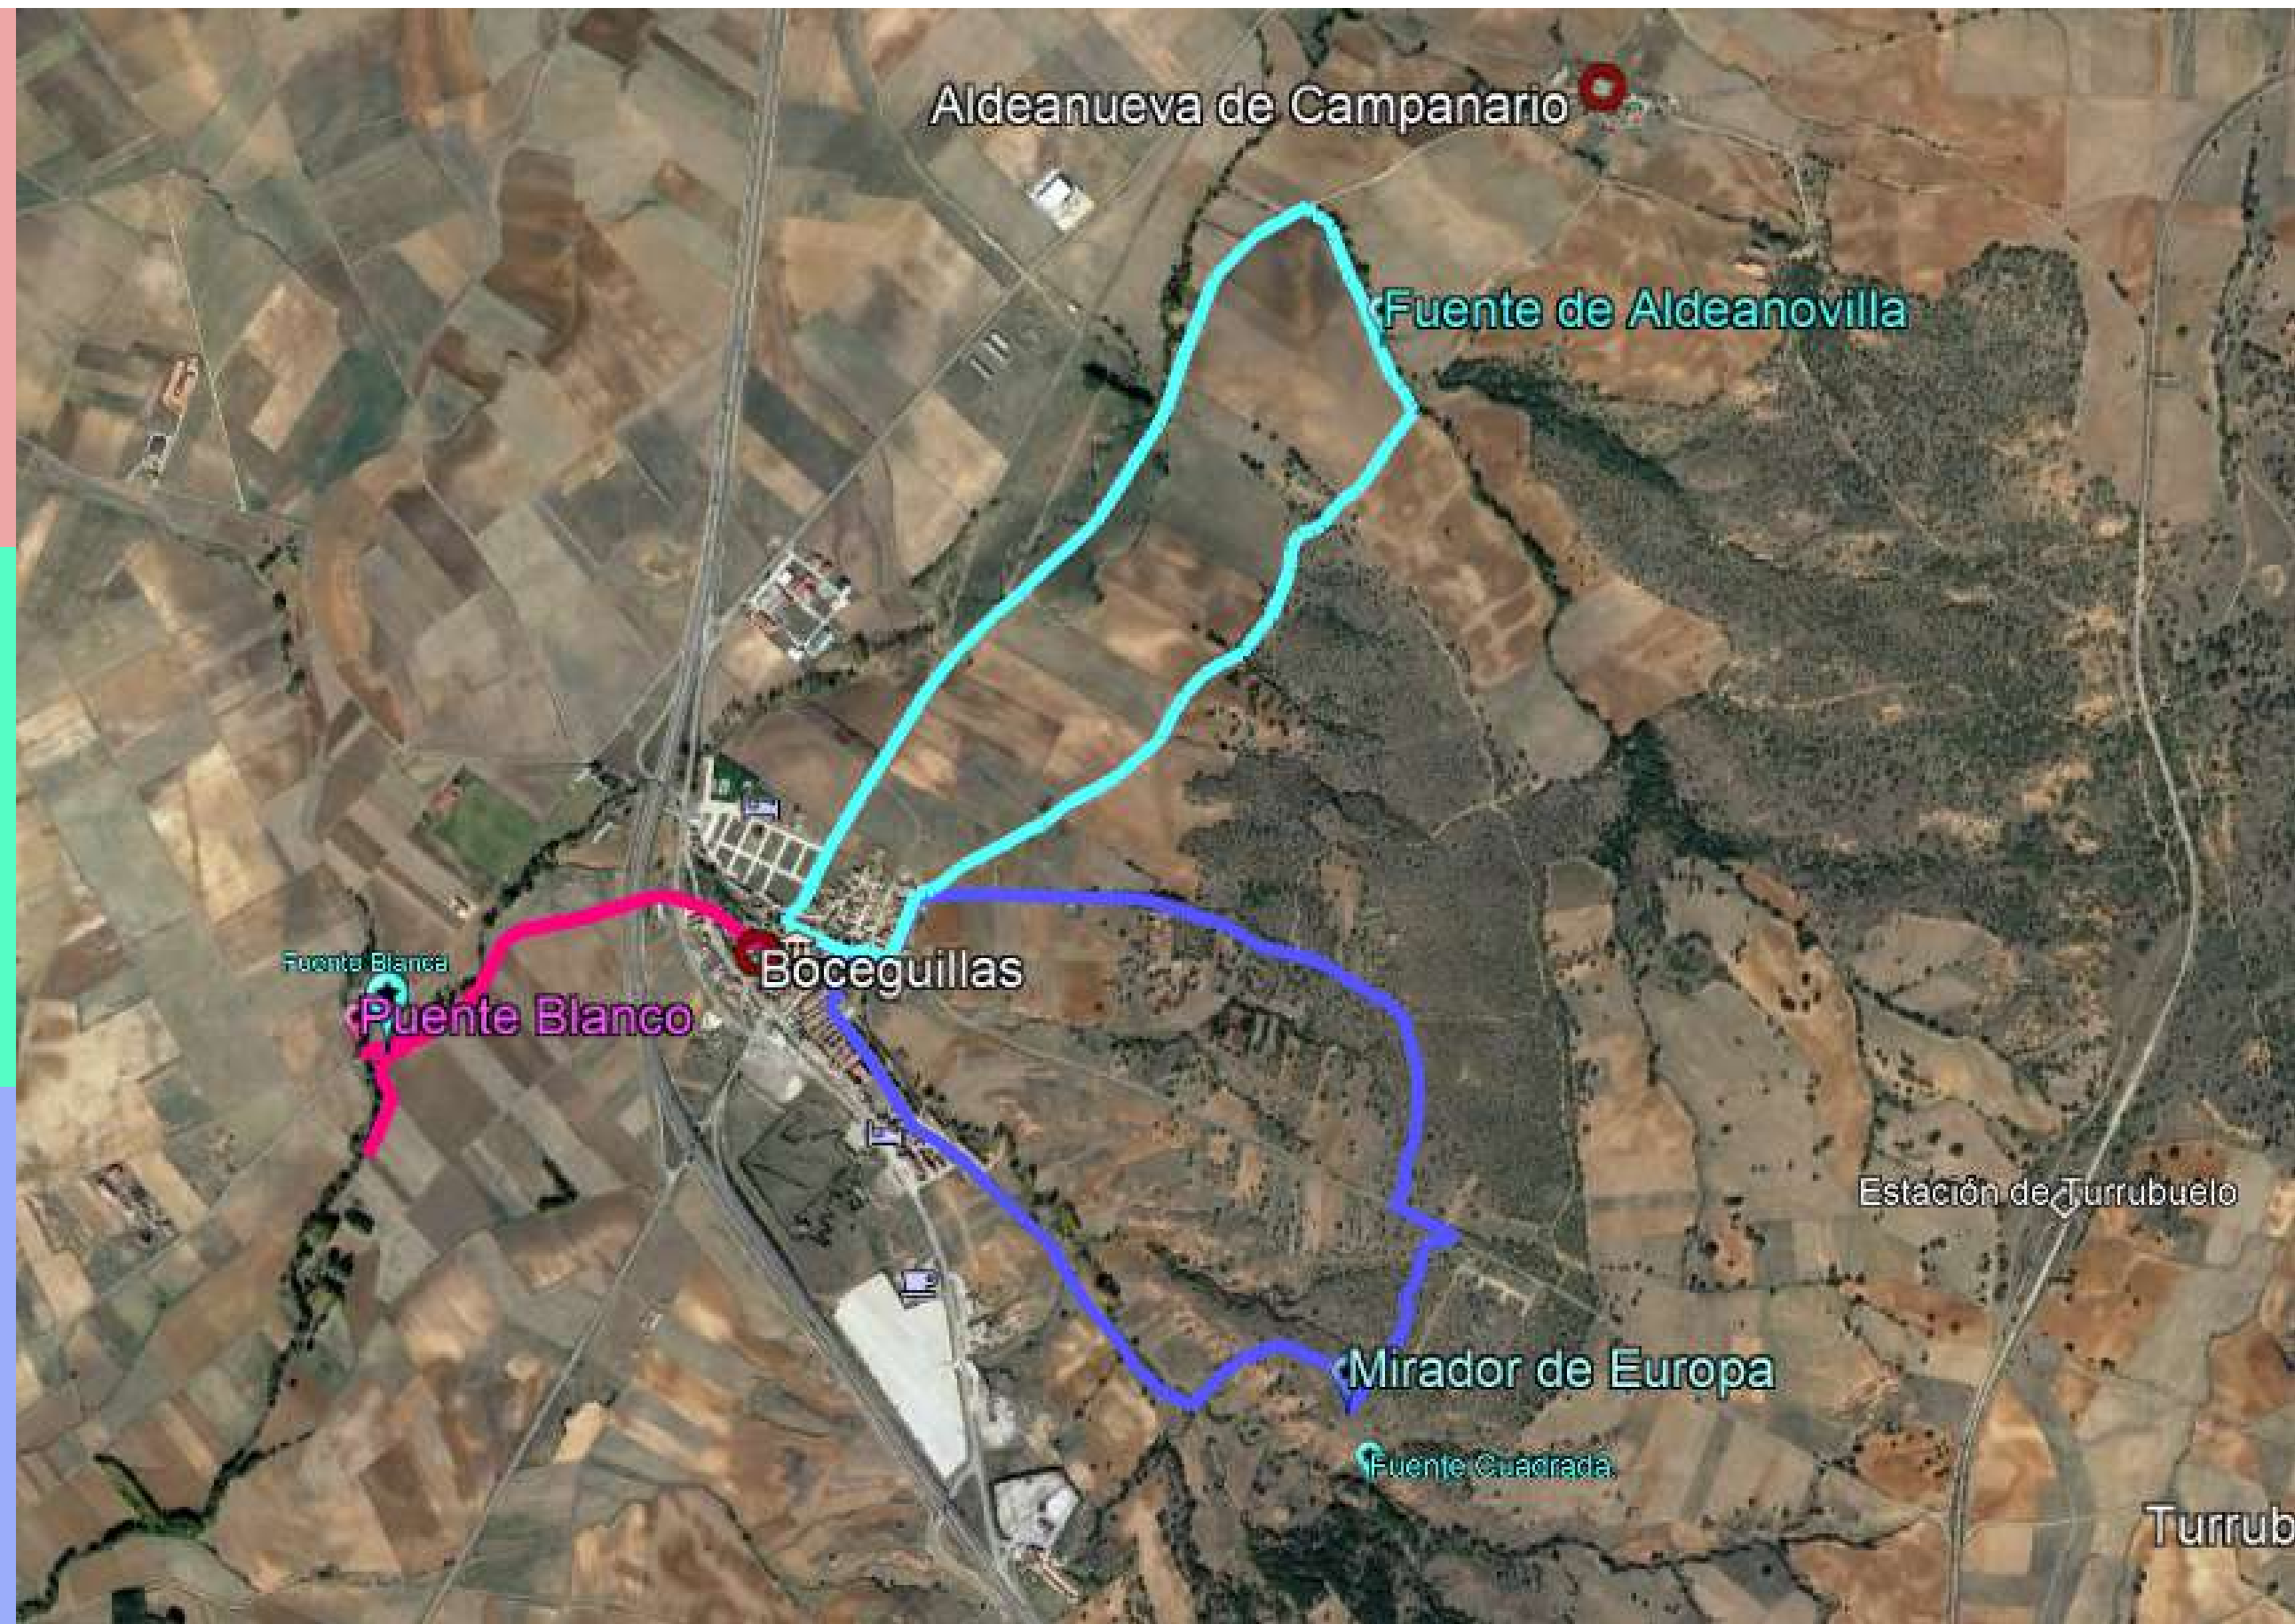 Aldeanueva de Campanario
Fuente de Aldeanovilla
Boceguillas
Fuente Blanca
Puente Blanco
Estación de Turrubuelo
Mirador de Europa
Fuente Cuadrada
Turrub